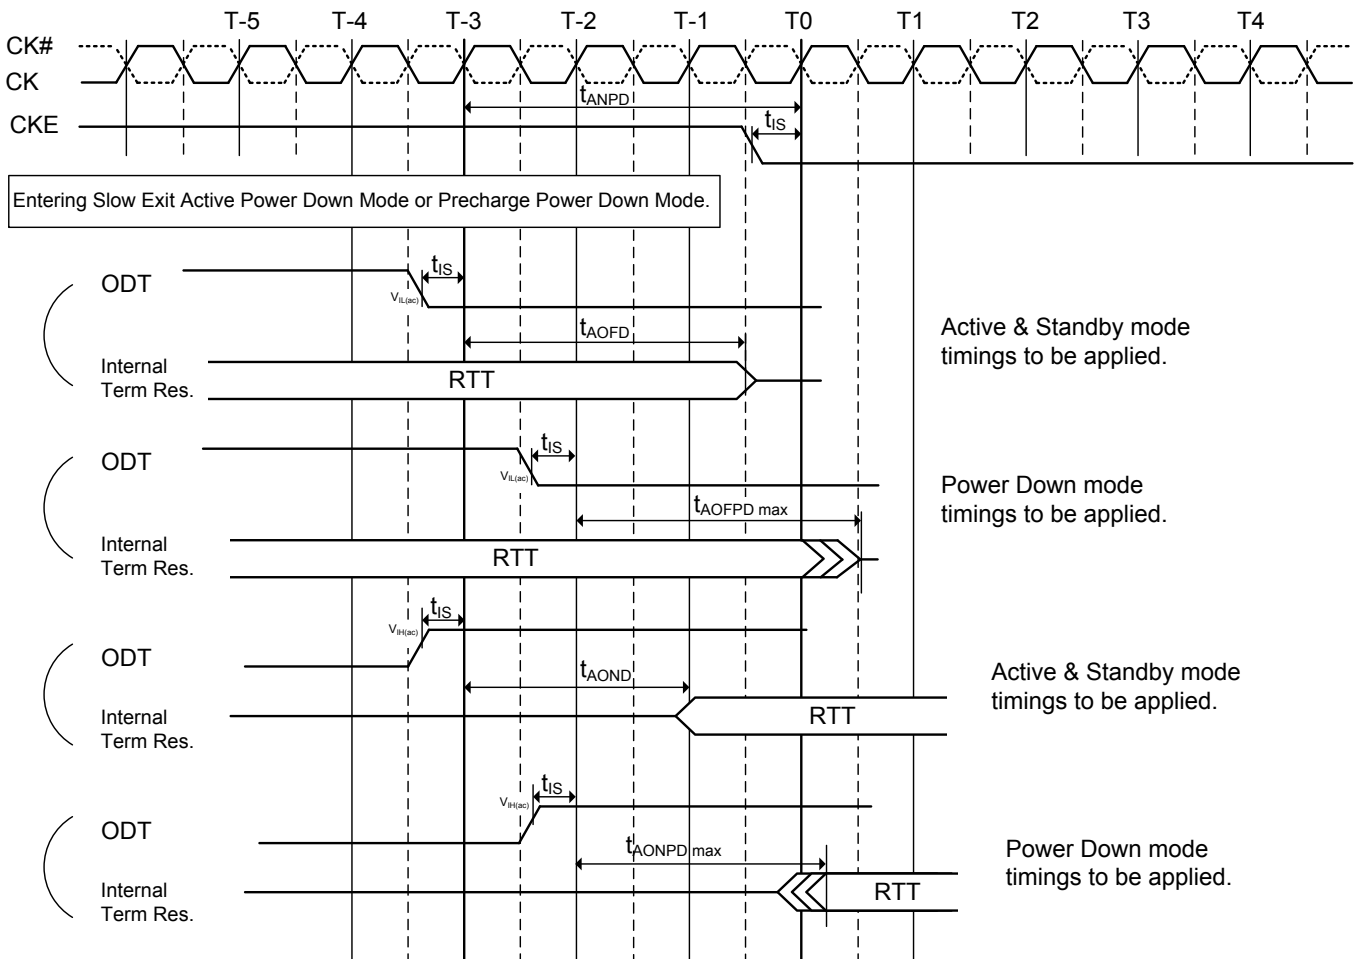 T-5 T-4 T-3 T-2 T-1 T0 T1 T2 T3 T4
CK#
CK
tANPD
CKE
tIS
Entering Slow Exit Active Power Down Mode or Precharge Power Down Mode.
ODT
tIS
VIL(ac)
tAOFD
Active & Standby mode
timings to be applied.
Internal
Term Res.
RTT
ODT
tIS
VIL(ac)
Power Down mode
timings to be applied.
tAOFPD max
Internal
Term Res.
RTT
tIS
VIH(ac)
ODT
tAOND
Active & Standby mode
timings to be applied.
Internal
Term Res.
RTT
tIS
VIH(ac)
ODT
tAONPD max
Power Down mode
timings to be applied.
Internal
Term Res.
RTT